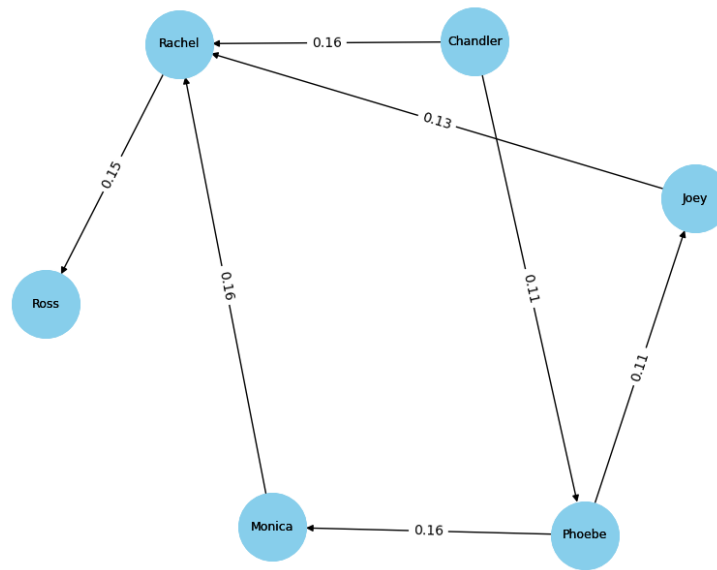 Rachel
0.16
Chandler
0.13
0.15
Joey
Ross
0.16
0.11
0.11
Monica
0.16
Phoebe